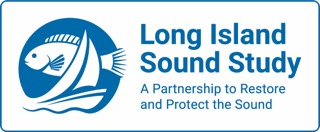 Long Island
Sound Study
A Partnership to Restore
and Protect the Sound